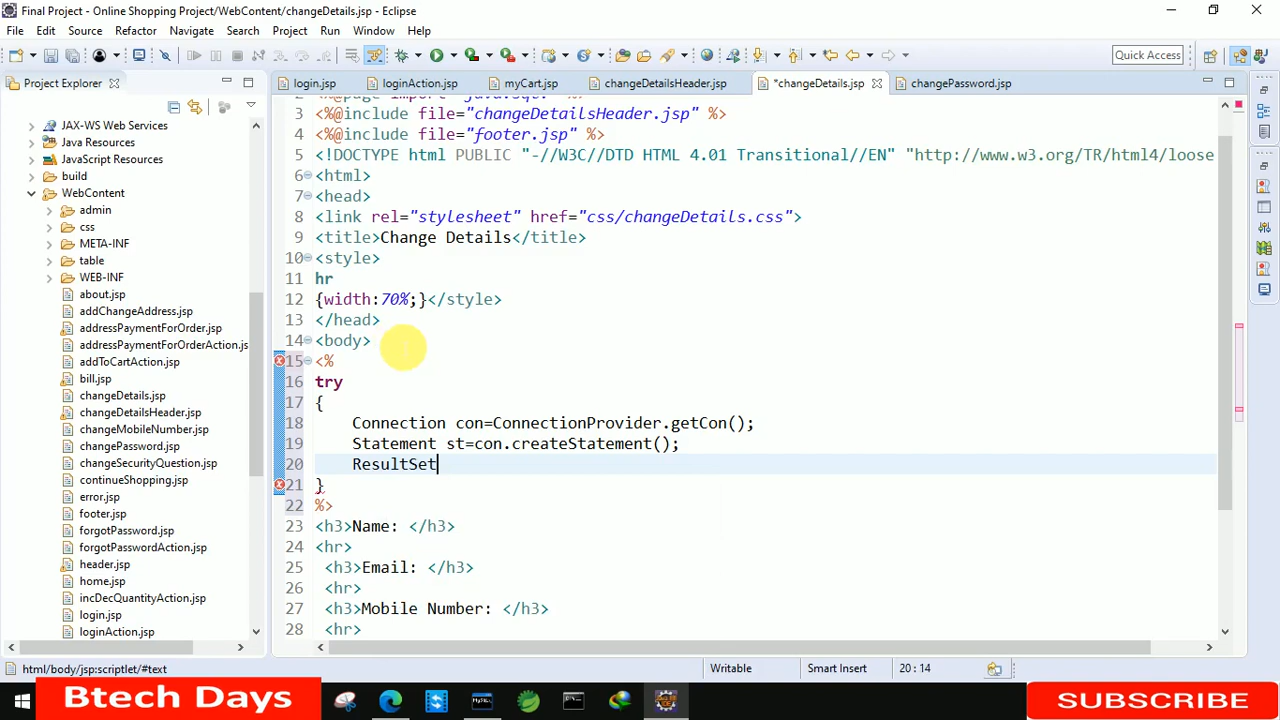 Final Project - Online Shopping Project/WebContent/changeDetails.jsp - Eclipse
File Edit Source Refactor Navigate Search Project Run Window Help
Quick Access
Project Explorer
login.jsp loginAction.jsp myCart.jsp changeDetailsHeader.jsp *changeDetails.jsp changePassword.jsp
JAX-WS Web Services
Java Resources
JavaScript Resources
build
WebContent
admin
css
META-INF
table
WEB-INF
about.jsp
addChangeAddress.jsp
addressPaymentForOrder.jsp
addressPaymentForOrderAction.js
addToCartAction.jsp
bill.jsp
changeDetails.jsp
changeDetailsHeader.jsp
changeMobileNumber.jsp
changePassword.jsp
changeSecurityQuestion.jsp
continueShopping.jsp
error.jsp
footer.jsp
forgotPassword.jsp
forgotPasswordAction.jsp
header.jsp
home.jsp
incDecQuantityAction.jsp
login.jsp
loginAction.jsp
3 <%@include file="changeDetailsHeader.jsp" %>
4 <%@include file="footer.jsp" %>
5 <!DOCTYPE html PUBLIC "-//W3C//DTD HTML 4.01 Transitional//EN" "http://www.w3.org/TR/html4/loose
6 <html>
7 <head>
8 <link rel="stylesheet" href="css/changeDetails.css">
9 <title>Change Details</title>
10 <style>
11 hr
12 {width:70%;}</style>
13 </head>
14 <body>
15 <%
16 try
17 {
18 Connection con=ConnectionProvider.getCon();
19 Statement st=con.createStatement();
20 ResultSet
21 }
22 %>
23 <h3>Name: </h3>
24 <hr>
25 <h3>Email: </h3>
26 <hr>
27 <h3>Mobile Number: </h3>
28 <hr>
html/body/jsp:scriptlet/#text
Writable Smart Insert 20 : 14
Btech Days
SUBSCRIBE